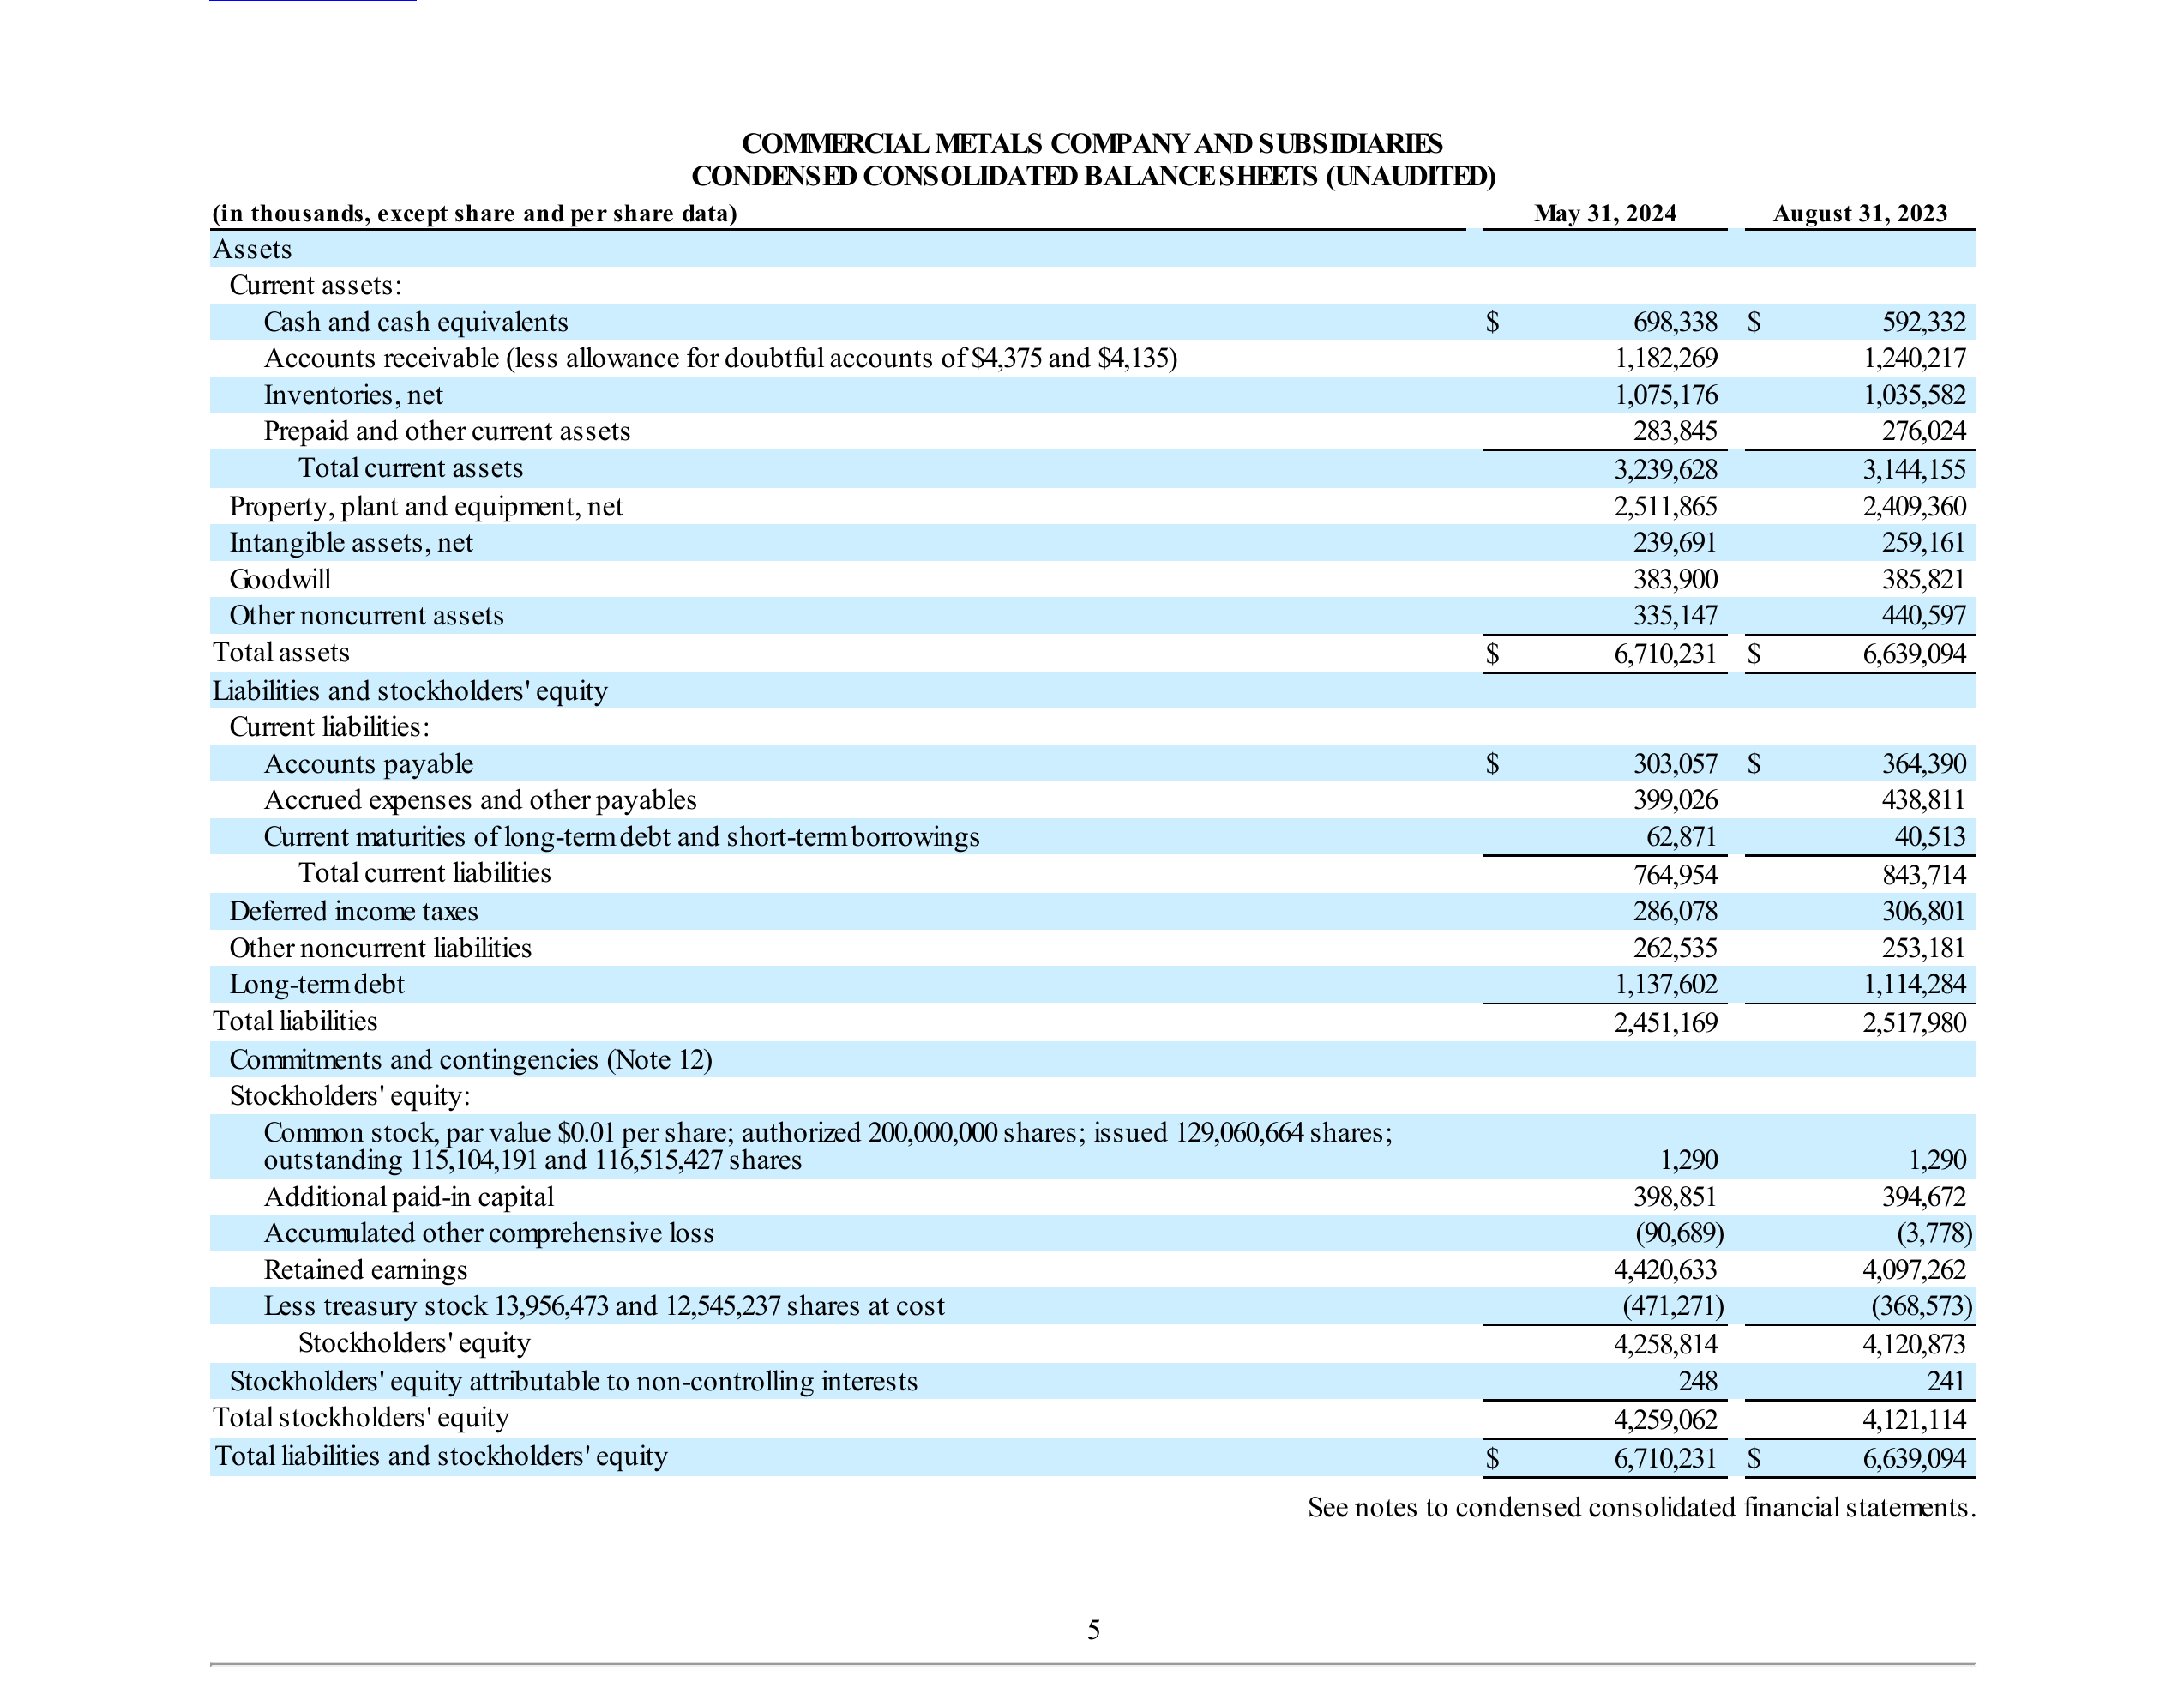 COMMERCIAL METALS COMPANY AND SUBSIDIARIES
CONDENSED CONSOLIDATED BALANCE SHEETS (UNAUDITED)
(in thousands, except share and per share data) May 31, 2024 August 31, 2023
Assets
Current assets:
Cash and cash equivalents $ 698,338 $ 592,332
Accounts receivable (less allowance for doubtful accounts of $4,375 and $4,135) 1,182,269 1,240,217
Inventories, net 1,075,176 1,035,582
Prepaid and other current assets 283,845 276,024
Total current assets 3,239,628 3,144,155
Property, plant and equipment, net 2,511,865 2,409,360
Intangible assets, net 239,691 259,161
Goodwill 383,900 385,821
Other noncurrent assets 335,147 440,597
Total assets $ 6,710,231 $ 6,639,094
Liabilities and stockholders' equity
Current liabilities:
Accounts payable $ 303,057 $ 364,390
Accrued expenses and other payables 399,026 438,811
Current maturities of long-term debt and short-term borrowings 62,871 40,513
Total current liabilities 764,954 843,714
Deferred income taxes 286,078 306,801
Other noncurrent liabilities 262,535 253,181
Long-term debt 1,137,602 1,114,284
Total liabilities 2,451,169 2,517,980
Commitments and contingencies (Note 12)
Stockholders' equity:
Common stock, par value $0.01 per share; authorized 200,000,000 shares; issued 129,060,664 shares;
outstanding 115,104,191 and 116,515,427 shares 1,290 1,290
Additional paid-in capital 398,851 394,672
Accumulated other comprehensive loss (90,689) (3,778)
Retained earnings 4,420,633 4,097,262
Less treasury stock 13,956,473 and 12,545,237 shares at cost (471,271) (368,573)
Stockholders' equity 4,258,814 4,120,873
Stockholders' equity attributable to non-controlling interests 248 241
Total stockholders' equity 4,259,062 4,121,114
Total liabilities and stockholders' equity $ 6,710,231 $ 6,639,094
See notes to condensed consolidated financial statements.
5